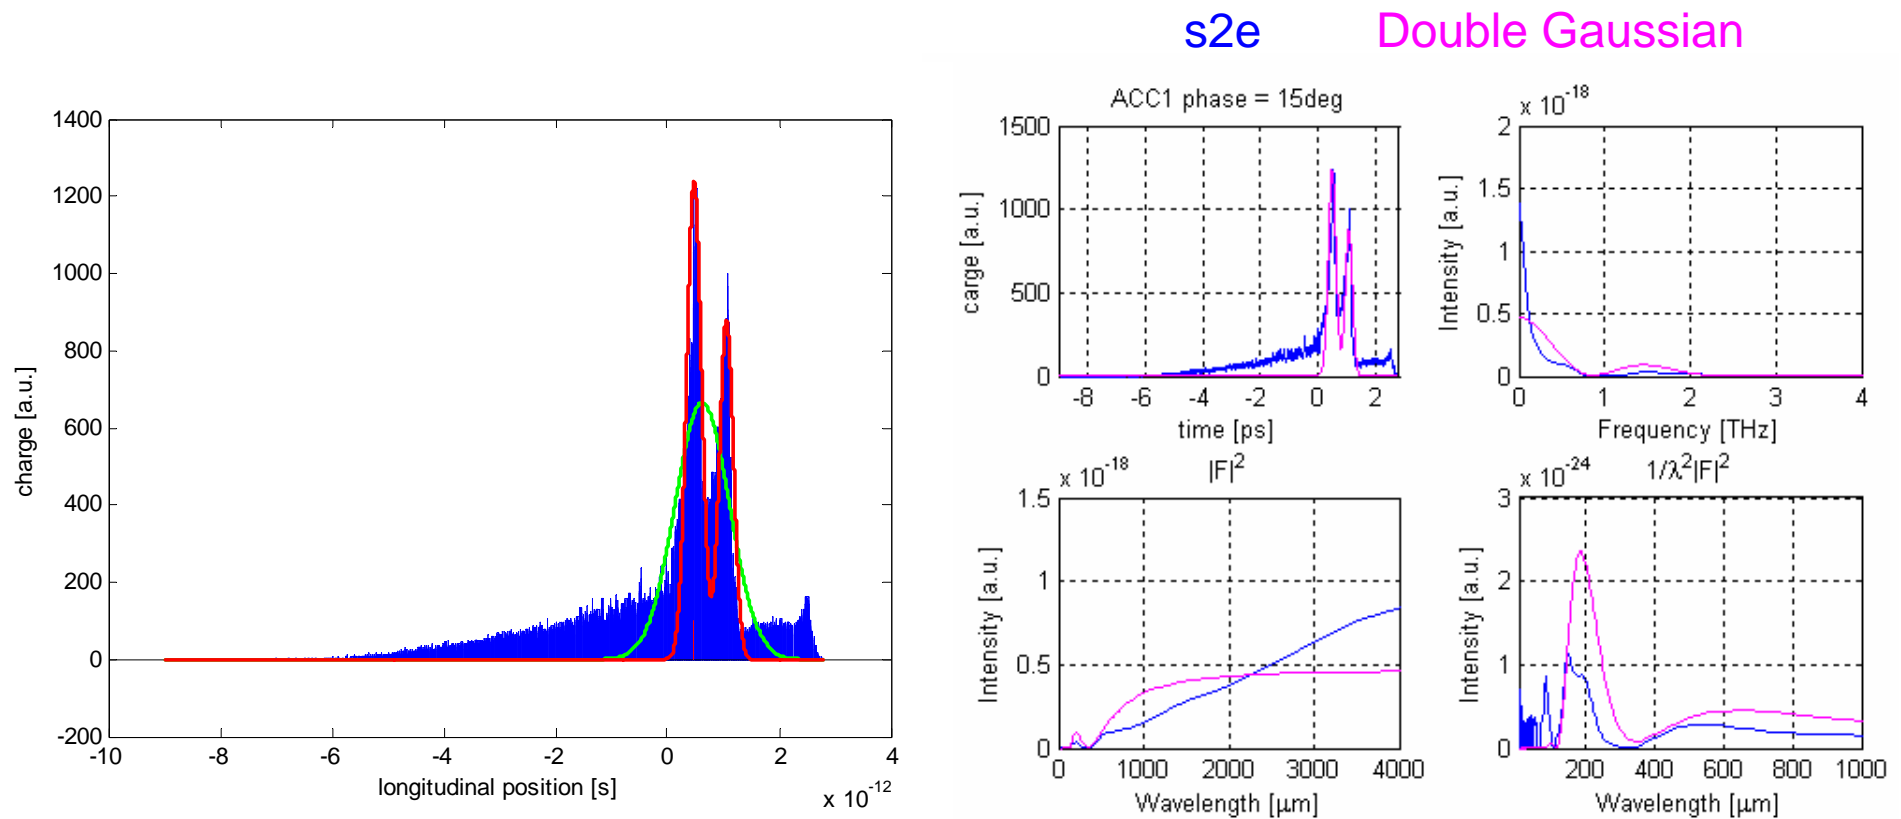 s2e Double Gaussian
1400
1200
1000
800
600
400
200
0
-200
-10 -8 -6 -4 -2 0 2 4
charge [a.u.]
longitudinal position [s]
x 10^-12
ACC1 phase = 15deg
1500
1000
500
0
-8 -6 -4 -2 0 2
carge [a.u.]
time [ps]
x 10^-18
2
1.5
1
0.5
0
0 1 2 3 4
Intensity [a.u.]
Frequency [THz]
x 10^-18
|F|^2
1.5
1
0.5
0
0 1000 2000 3000 4000
Intensity [a.u.]
Wavelength [μm]
x 10^-24
1/λ^2|F|^2
3
2
1
0
200 400 600 800 1000
Intensity [a.u.]
Wavelength [μm]